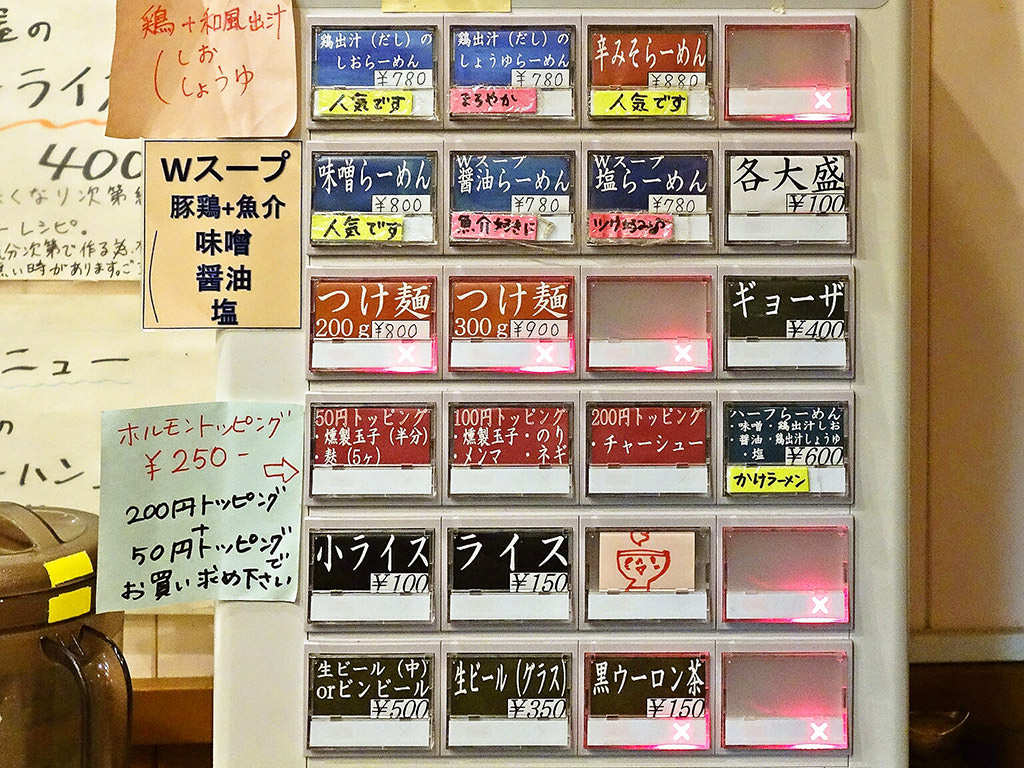 鶏+和風出汁
しお
しょうゆ
ライス
400
Wスープ
豚鶏+魚介
味噌
醤油
塩
ニュー
ホルモントッピング
¥250-
200円トッピング
+
50円トッピングで
お買い求め下さい
鶏出汁（だし）の
しおらーめん
¥780
人気です
鶏出汁（だし）の
しょうゆらーめん
¥780
まろやか
辛みそらーめん
¥880
人気です
味噌らーめん
¥800
人気です
Wスープ
醤油らーめん
¥780
魚介好きに
Wスープ
塩らーめん
¥780
各大盛
¥100
つけ麺
200g ¥800
つけ麺
300g ¥900
ギョーザ
¥400
50円トッピング
・燻製玉子（半分）
・麩（5ヶ）
100円トッピング
・燻製玉子・のり
・メンマ・ネギ
200円トッピング
・チャーシュー
ハーフらーめん
・味噌・鶏出汁しお
・醤油・鶏出汁しょうゆ
・塩 ¥600
かけラーメン
小ライス
¥100
ライス
¥150
生ビール（中）
orビンビール
¥500
生ビール（グラス）
¥350
黒ウーロン茶
¥150